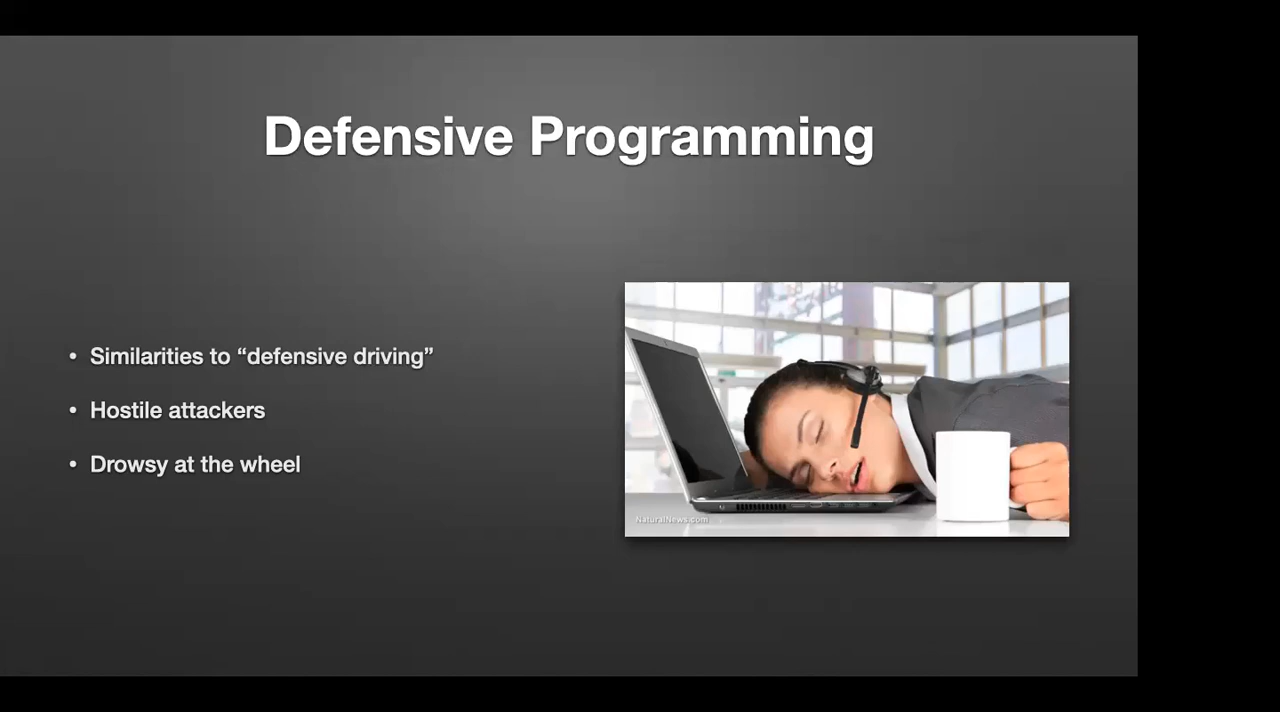 Defensive Programming
• Similarities to “defensive driving”
• Hostile attackers
• Drowsy at the wheel
NaturalNews.com